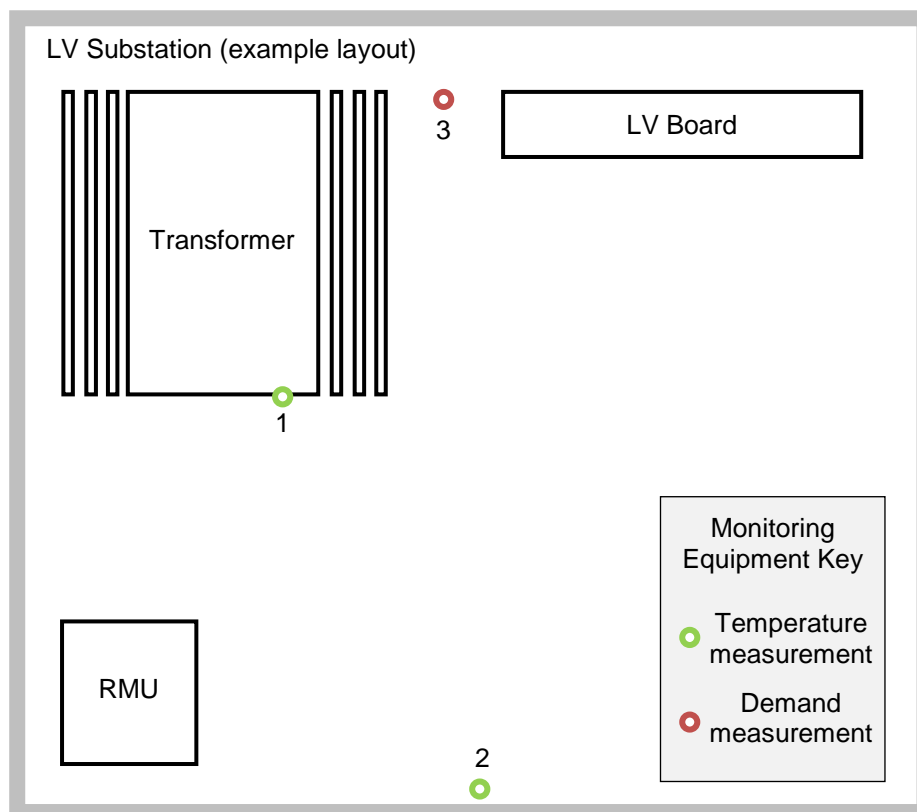 LV Substation (example layout)
3
LV Board
Transformer
1
Monitoring
Equipment Key
Temperature
measurement
RMU
Demand
measurement
2